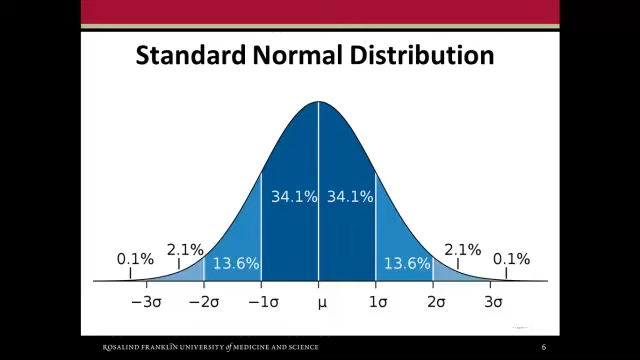 Standard Normal Distribution
34.1% 34.1%
0.1% 2.1% 13.6% 13.6% 2.1% 0.1%
−3σ −2σ −1σ μ 1σ 2σ 3σ
ROSALIND FRANKLIN UNIVERSITY of MEDICINE AND SCIENCE 6